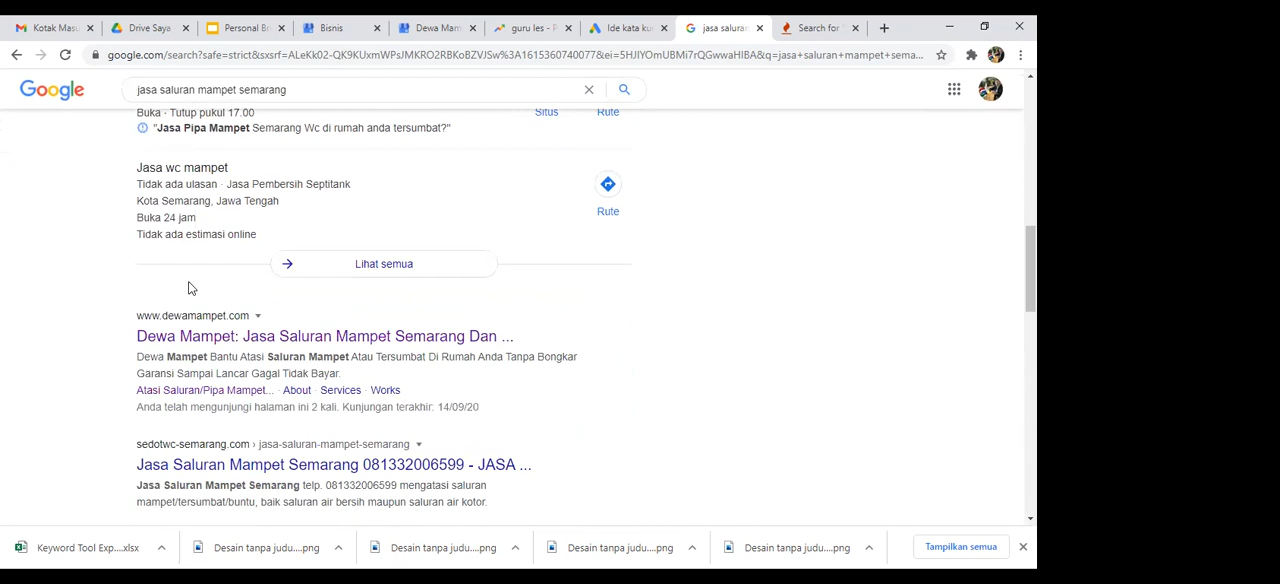 Kotak Masu
Drive Saya
Personal Br
Bisnis
Dewa Mam
guru les - P
Ide kata ku
jasa saluran
Search for
google.com/search?safe=strict&sxsrf=ALeKk02-QK9KUxmWPsJMKRO2RBKoBZVJSw%3A1615360740077&ei=5HJIYOmUBMi7rQGwwaHIBA&q=jasa+saluran+mampet+sema...
Google
jasa saluran mampet semarang
Buka · Tutup pukul 17.00
Situs
Rute
"Jasa Pipa Mampet Semarang Wc di rumah anda tersumbat?"
Jasa wc mampet
Tidak ada ulasan · Jasa Pembersih Septitank
Kota Semarang, Jawa Tengah
Buka 24 jam
Tidak ada estimasi online
Rute
Lihat semua
www.dewamampet.com
Dewa Mampet: Jasa Saluran Mampet Semarang Dan ...
Dewa Mampet Bantu Atasi Saluran Mampet Atau Tersumbat Di Rumah Anda Tanpa Bongkar
Garansi Sampai Lancar Gagal Tidak Bayar.
Atasi Saluran/Pipa Mampet... · About · Services · Works
Anda telah mengunjungi halaman ini 2 kali. Kunjungan terakhir: 14/09/20
sedotwc-semarang.com › jasa-saluran-mampet-semarang
Jasa Saluran Mampet Semarang 081332006599 - JASA ...
Jasa Saluran Mampet Semarang telp. 081332006599 mengatasi saluran
mampet/tersumbat/buntu, baik saluran air bersih maupun saluran air kotor.
Keyword Tool Exp....xlsx
Desain tanpa judu....png
Desain tanpa judu....png
Desain tanpa judu....png
Desain tanpa judu....png
Tampilkan semua